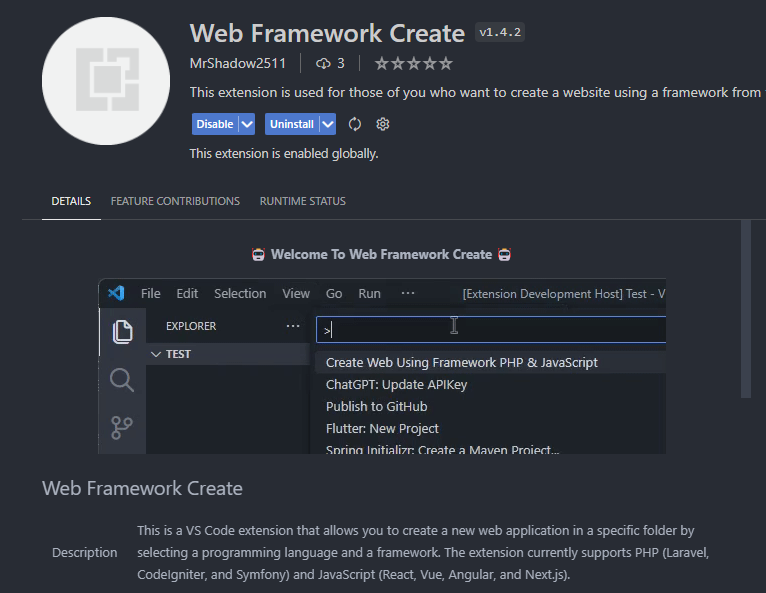 Web Framework Create v1.4.2
MrShadow2511 3
This extension is used for those of you who want to create a website using a framework from
Disable Uninstall
This extension is enabled globally.
DETAILS FEATURE CONTRIBUTIONS RUNTIME STATUS
Welcome To Web Framework Create
File Edit Selection View Go Run ··· [Extension Development Host] Test - V
EXPLORER ··· >
TEST
Create Web Using Framework PHP & JavaScript
ChatGPT: Update APIKey
Publish to GitHub
Flutter: New Project
Spring Initializr: Create a Maven Project...
Web Framework Create
This is a VS Code extension that allows you to create a new web application in a specific folder by
Description selecting a programming language and a framework. The extension currently supports PHP (Laravel,
CodeIgniter, and Symfony) and JavaScript (React, Vue, Angular, and Next.js).